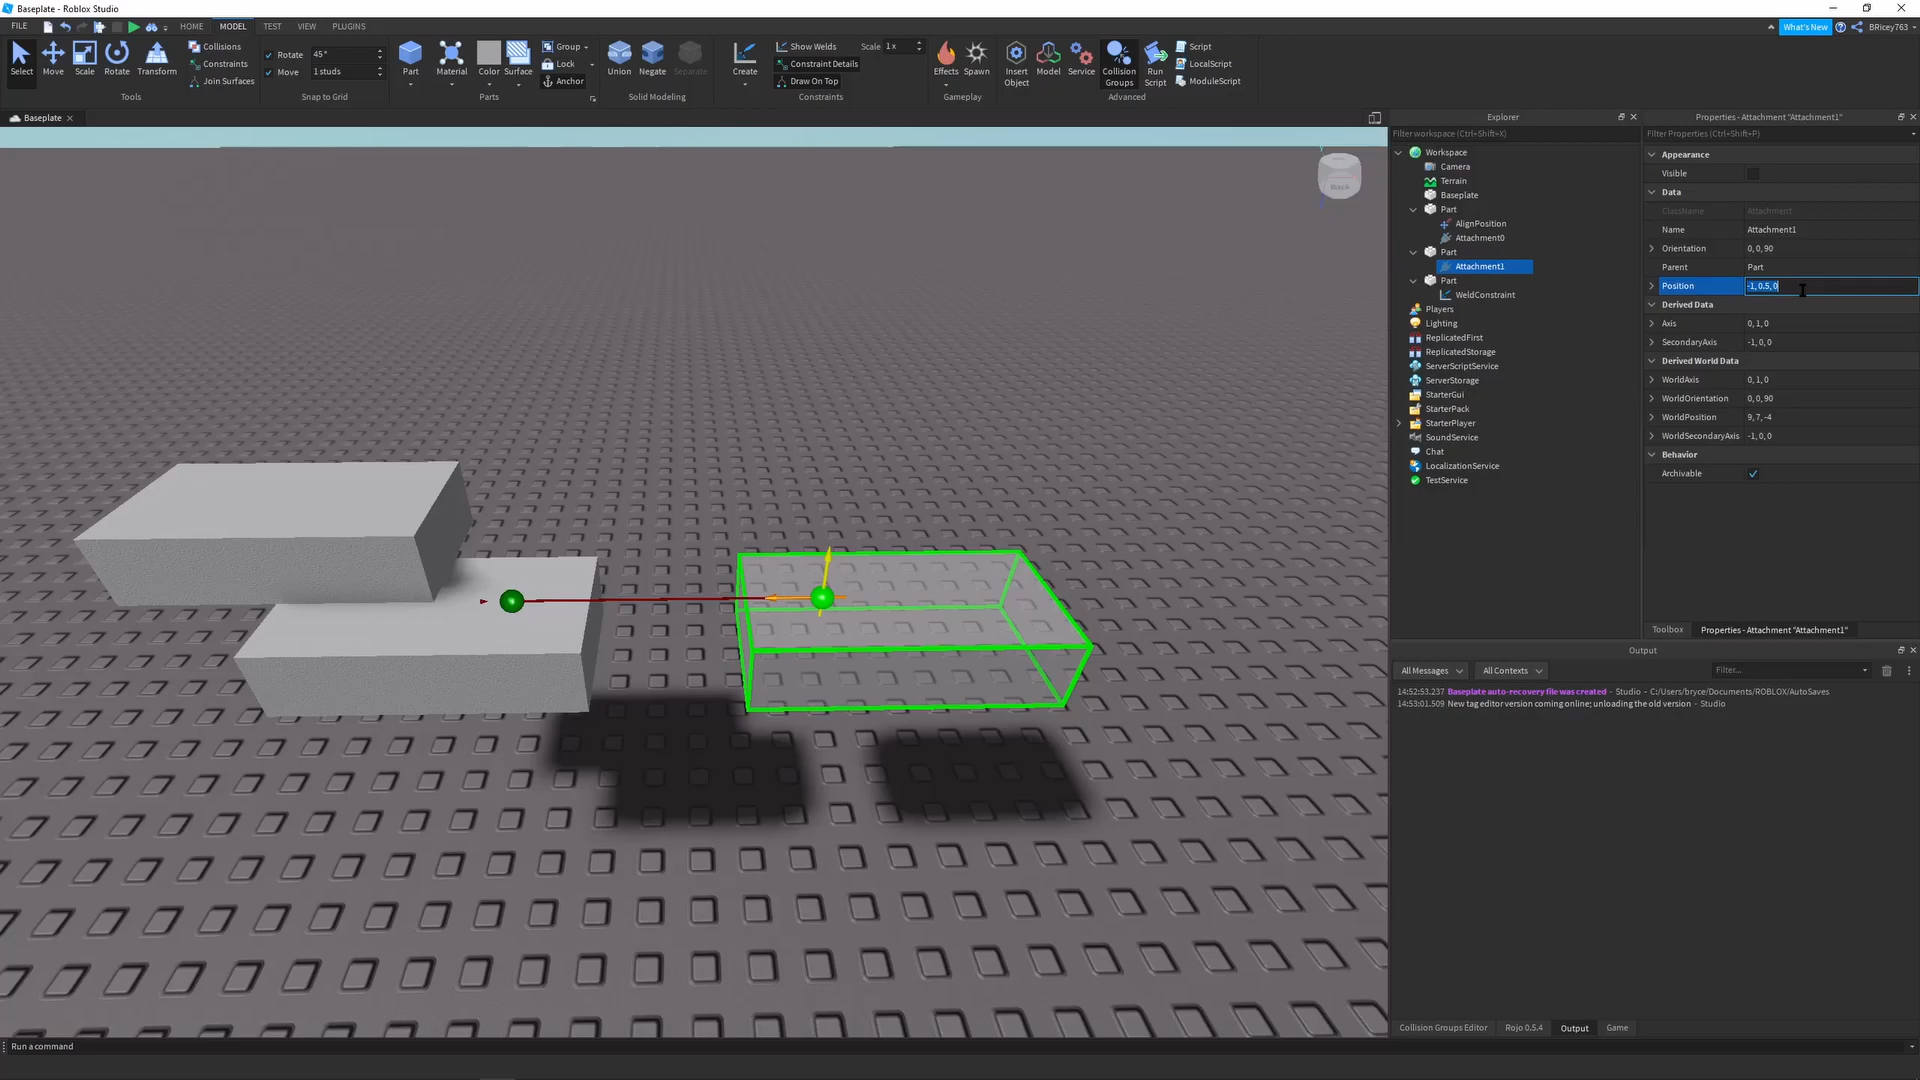 Baseplate - Roblox Studio
FILE HOME MODEL TEST VIEW PLUGINS What's New BRicey763
Select Move Scale Rotate Transform
Collisions
Constraints
Join Surfaces
Tools
Rotate 45°
Move 1 studs
Snap to Grid
Part Material Color Surface
Group
Lock
Anchor
Parts
Union Negate Separate
Solid Modeling
Create
Show Welds Scale 1 x
Constraint Details
Draw On Top
Constraints
Effects Spawn
Gameplay
Insert Object Model Service Collision Groups Run Script
Script
LocalScript
ModuleScript
Advanced
Baseplate
Back
Explorer
Filter workspace (Ctrl+Shift+X)
Workspace
Camera
Terrain
Baseplate
Part
AlignPosition
Attachment0
Part
Attachment1
Part
WeldConstraint
Players
Lighting
ReplicatedFirst
ReplicatedStorage
ServerScriptService
ServerStorage
StarterGui
StarterPack
StarterPlayer
SoundService
Chat
LocalizationService
TestService
Properties - Attachment "Attachment1"
Filter Properties (Ctrl+Shift+P)
Appearance
Visible
Data
ClassName Attachment
Name Attachment1
Orientation 0, 0, 90
Parent Part
Position -1, 0.5, 0
Derived Data
Axis 0, 1, 0
SecondaryAxis -1, 0, 0
Derived World Data
WorldAxis 0, 1, 0
WorldOrientation 0, 0, 90
WorldPosition 9, 7, -4
WorldSecondaryAxis -1, 0, 0
Behavior
Archivable
Toolbox Properties - Attachment "Attachment1"
Output
All Messages All Contexts Filter...
14:52:53.237 Baseplate auto-recovery file was created - Studio - C:/Users/bryce/Documents/ROBLOX/AutoSaves
14:53:01.509 New tag editor version coming online; unloading the old version - Studio
Collision Groups Editor Rojo 0.5.4 Output Game
Run a command